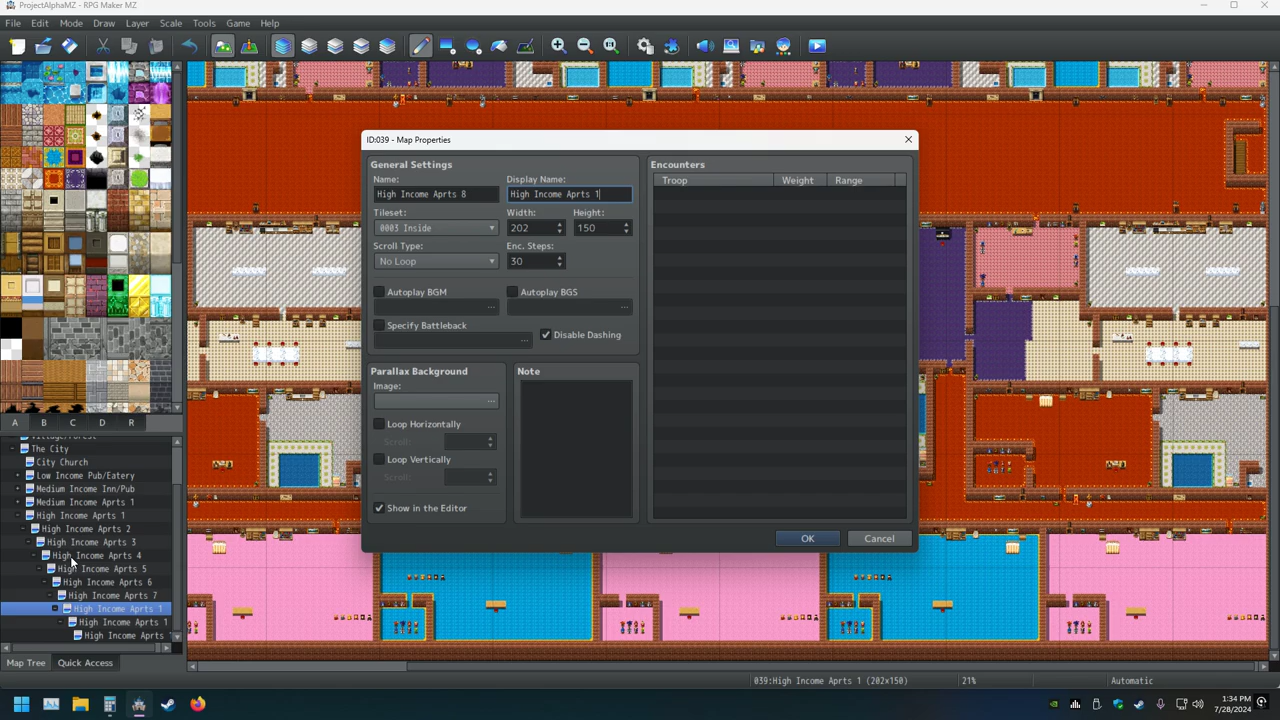 ProjectAlphaMZ - RPG Maker MZ
File Edit Mode Draw Layer Scale Tools Game Help
ID:039 - Map Properties
General Settings
Name:
Display Name:
High Income Aprts 8
High Income Aprts 1
Tileset:
Width:
Height:
0003 Inside
202
150
Scroll Type:
Enc. Steps:
No Loop
30
Autoplay BGM
Autoplay BGS
Specify Battleback
Disable Dashing
Parallax Background
Image:
Loop Horizontally
Scroll:
Loop Vertically
Scroll:
Show in the Editor
Note
Encounters
Troop Weight Range
OK
Cancel
A B C D R
Village/Forest
The City
City Church
Low Income Pub/Eatery
Medium Income Inn/Pub
Medium Income Aprts 1
High Income Aprts 1
High Income Aprts 2
High Income Aprts 3
High Income Aprts 4
High Income Aprts 5
High Income Aprts 6
High Income Aprts 7
High Income Aprts 1
High Income Aprts 1
High Income Aprts
Map Tree
Quick Access
039:High Income Aprts 1 (202x150)
21%
Automatic
1:34 PM
7/28/2024